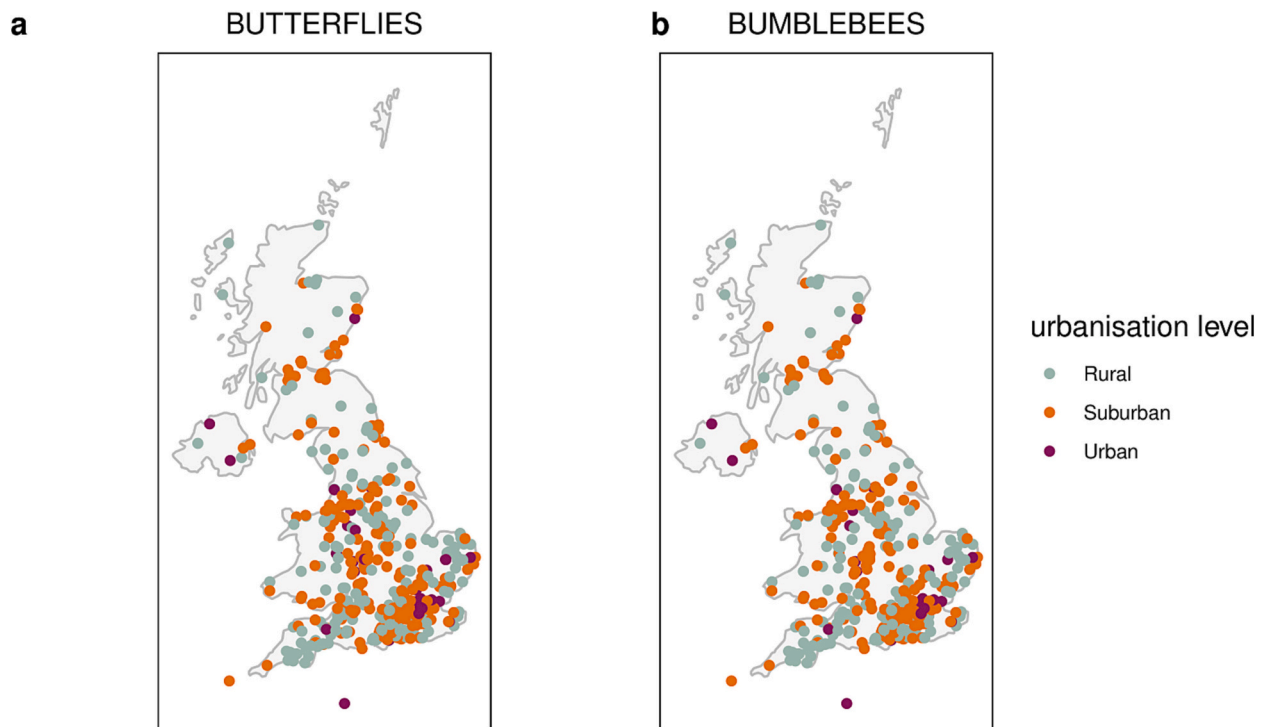 a BUTTERFLIES
b BUMBLEBEES
urbanisation level
Rural
Suburban
Urban